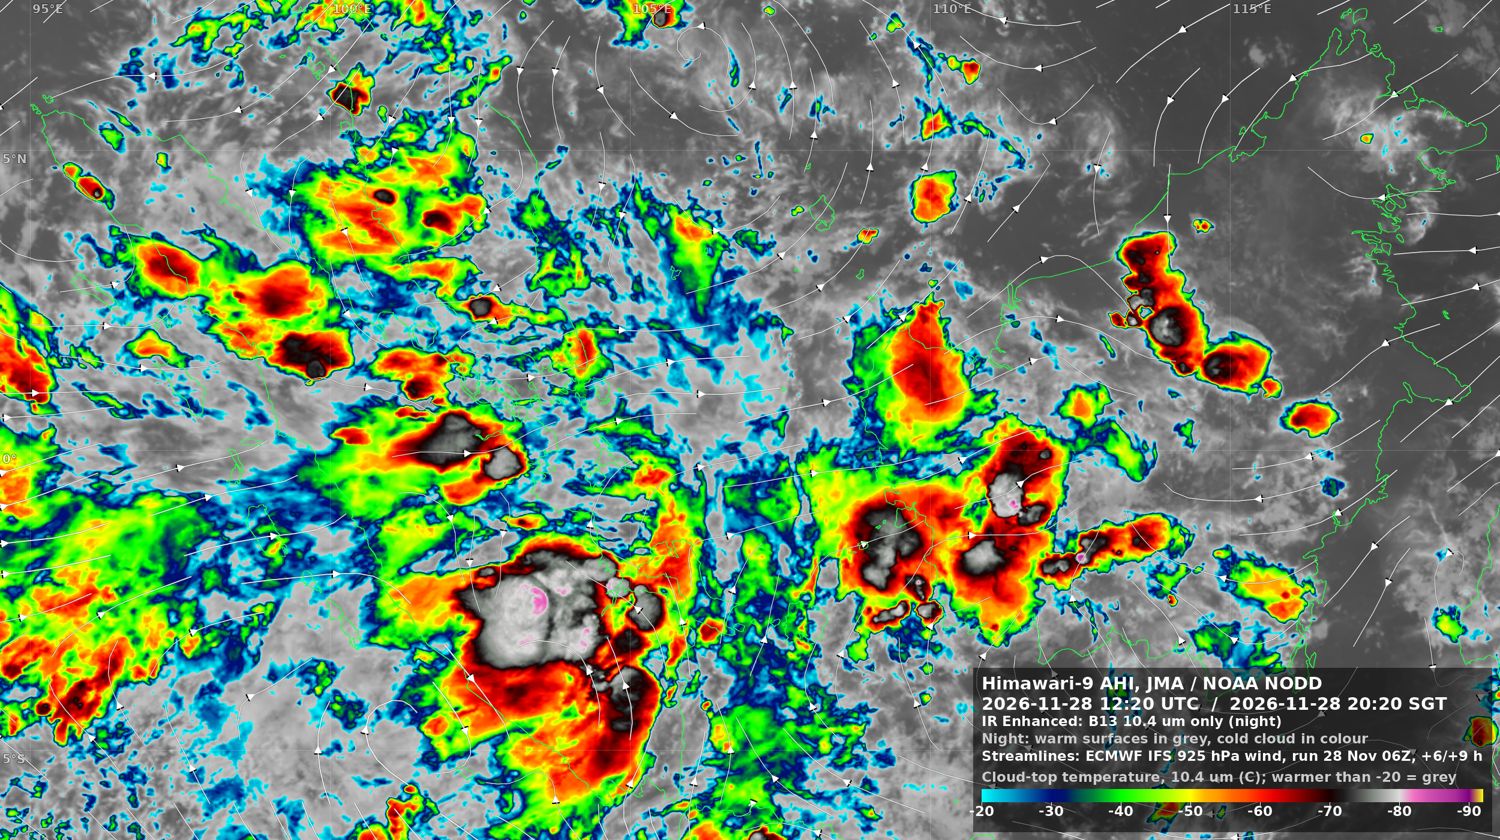 95°E 100°E 105°E 110°E 115°E
5°N
0°
5°S
Himawari-9 AHI, JMA / NOAA NODD
2026-11-28 12:20 UTC / 2026-11-28 20:20 SGT
IR Enhanced: B13 10.4 um only (night)
Night: warm surfaces in grey, cold cloud in colour
Streamlines: ECMWF IFS 925 hPa wind, run 28 Nov 06Z, +6/+9 h
Cloud-top temperature, 10.4 um (C); warmer than -20 = grey
-20 -30 -40 -50 -60 -70 -80 -90